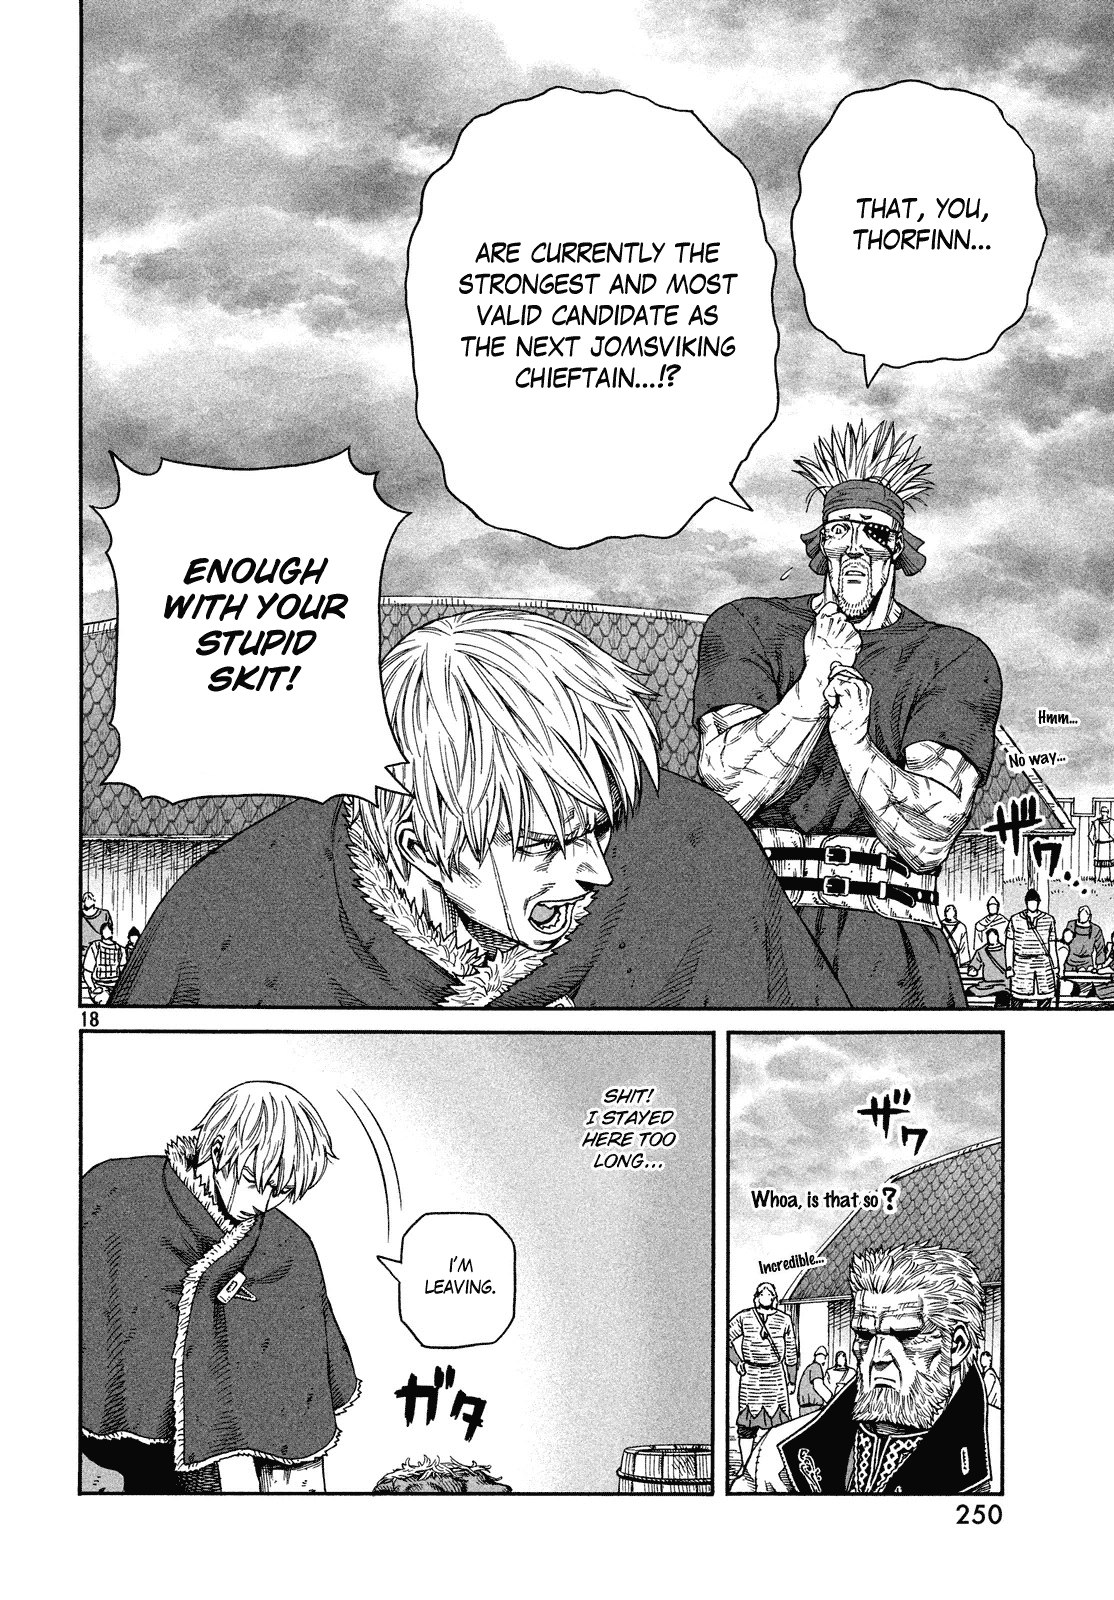 THAT, YOU,
THORFINN...
ARE CURRENTLY THE
STRONGEST AND MOST
VALID CANDIDATE AS
THE NEXT JOMSVIKING
CHIEFTAIN...!?
ENOUGH
WITH YOUR
STUPID
SKIT!
Hmm...
No way...
ザワ......
18
ザワ
Whoa, is that so?
Incredible...
SHIT!
I STAYED
HERE TOO
LONG...
I'M
LEAVING.
ガタ
250